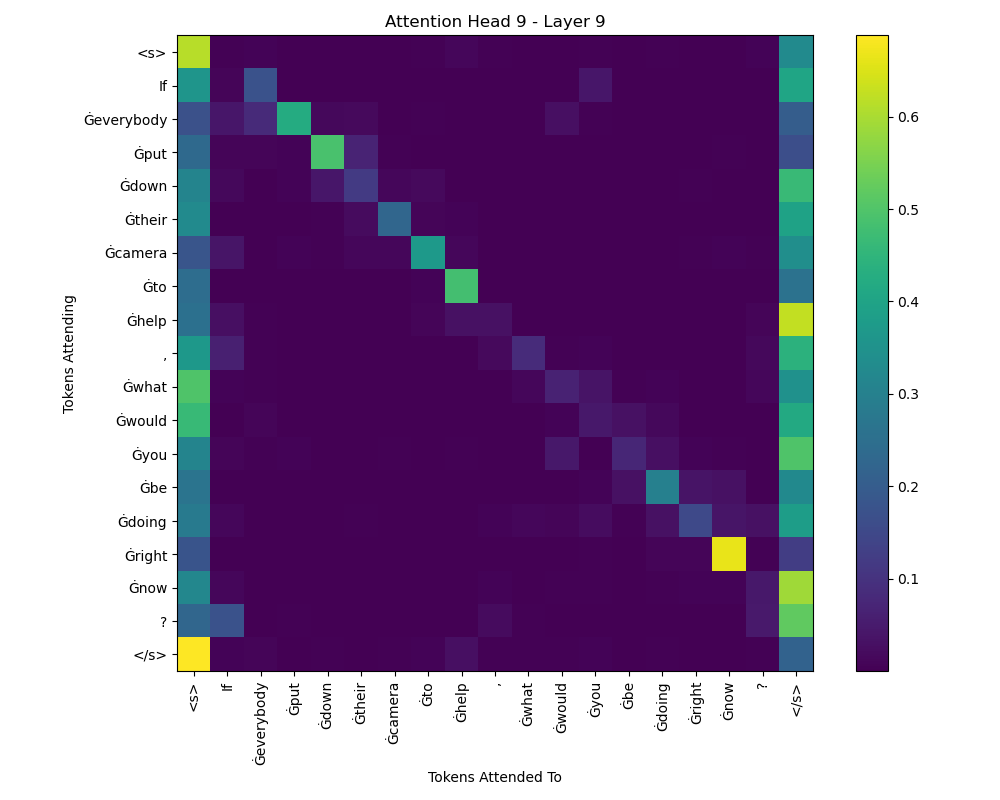 Attention Head 9 - Layer 9
Tokens Attending
<s>
If
Ġeverybody
Ġput
Ġdown
Ġtheir
Ġcamera
Ġto
Ġhelp
,
Ġwhat
Ġwould
Ġyou
Ġbe
Ġdoing
Ġright
Ġnow
?
</s>
<s>
If
Ġeverybody
Ġput
Ġdown
Ġtheir
Ġcamera
Ġto
Ġhelp
,
Ġwhat
Ġwould
Ġyou
Ġbe
Ġdoing
Ġright
Ġnow
?
</s>
Tokens Attended To
0.6
0.5
0.4
0.3
0.2
0.1